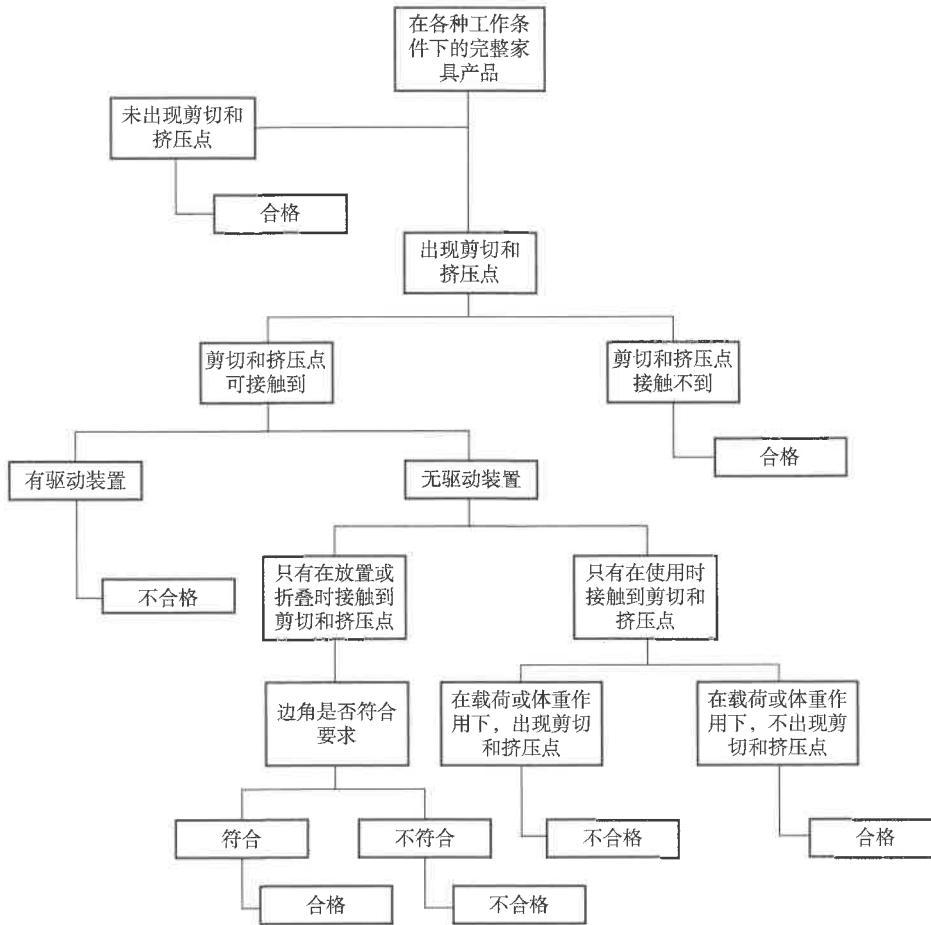 在各种工作条
件下的完整家
具产品
未出现剪切和
挤压点
合格
出现剪切和
挤压点
剪切和挤压点
可接触到
剪切和挤压点
接触不到
合格
有驱动装置
无驱动装置
不合格
只有在放置或
折叠时接触到
剪切和挤压点
只有在使用时
接触到剪切和
挤压点
边角是否符合
要求
在载荷或体重作
用下，出现剪切
和挤压点
在载荷或体重作
用下，不出现剪
切和挤压点
符合
不符合
不合格
合格
合格
不合格